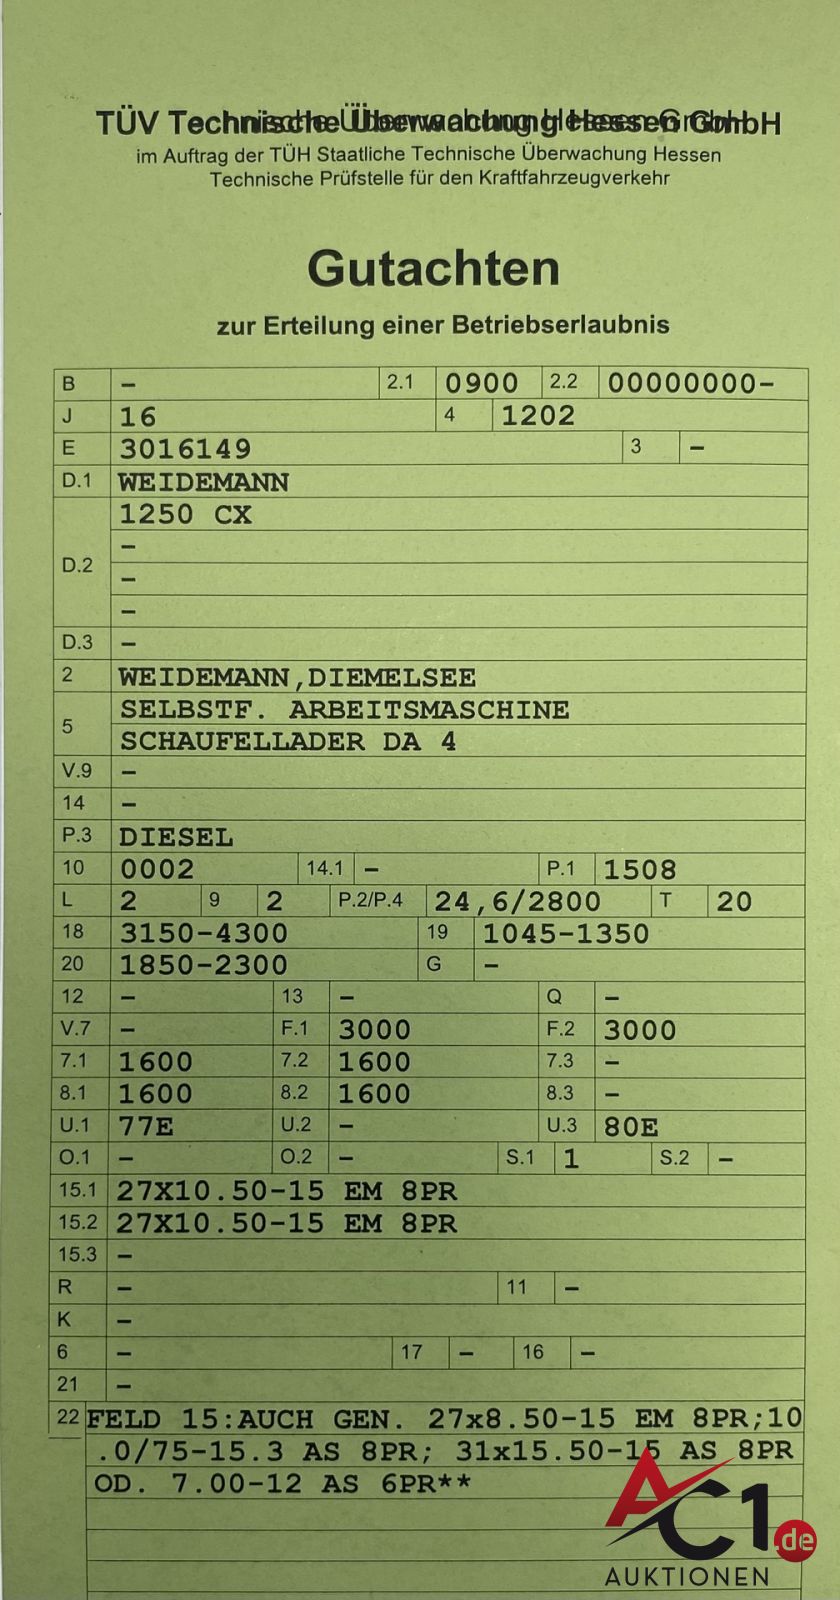 TÜV Technische Überwachung Hessen GmbH
im Auftrag der TÜH Staatliche Technische Überwachung Hessen
Technische Prüfstelle für den Kraftfahrzeugverkehr
Gutachten
zur Erteilung einer Betriebserlaubnis
B – 2.1 0900 2.2 00000000–
J 16 4 1202
E 3016149 3 –
D.1 WEIDEMANN
1250 CX
–
D.2
–
–
D.3 –
2 WEIDEMANN,DIEMELSEE
SELBSTF. ARBEITSMASCHINE
5
SCHAUFELLADER DA 4
V.9 –
14 –
P.3 DIESEL
10 0002 14.1 – P.1 1508
L 2 9 2 P.2/P.4 24,6/2800 T 20
18 3150-4300 19 1045-1350
20 1850-2300 G –
12 – 13 – Q –
V.7 – F.1 3000 F.2 3000
7.1 1600 7.2 1600 7.3 –
8.1 1600 8.2 1600 8.3 –
U.1 77E U.2 – U.3 80E
O.1 – O.2 – S.1 1 S.2 –
15.1 27X10.50-15 EM 8PR
15.2 27X10.50-15 EM 8PR
15.3 –
R – 11 –
K –
6 – 17 – 16 –
21 –
22 FELD 15:AUCH GEN. 27x8.50-15 EM 8PR;10
.0/75-15.3 AS 8PR; 31x15.50-15 AS 8PR
OD. 7.00-12 AS 6PR**
AC1.de
AUKTIONEN